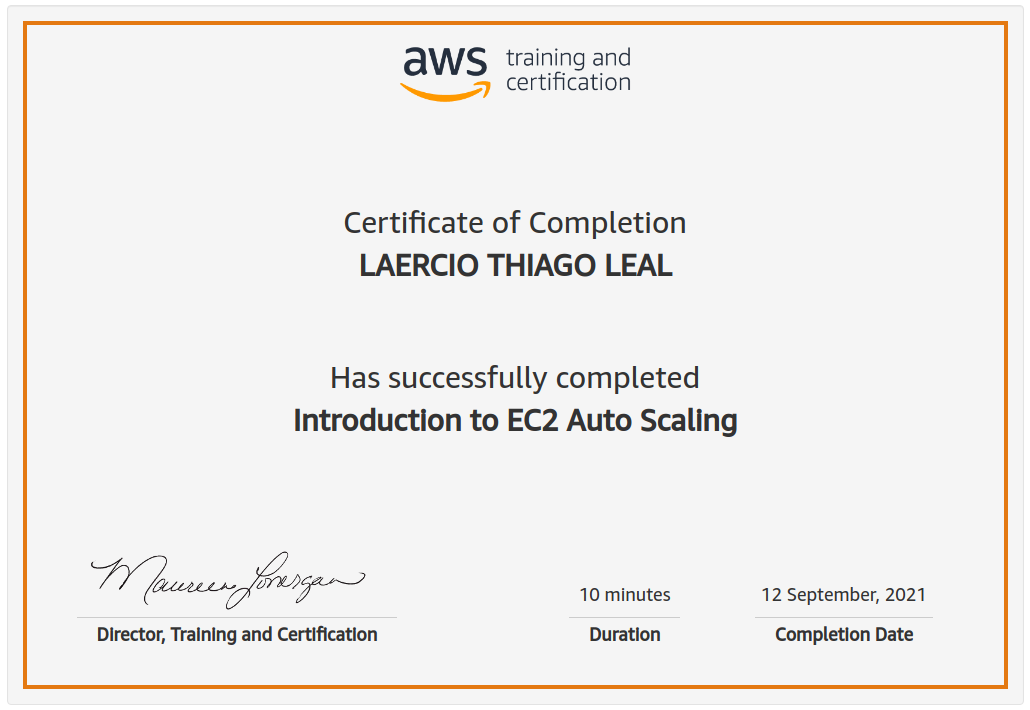 aws training and
certification
Certificate of Completion
LAERCIO THIAGO LEAL
Has successfully completed
Introduction to EC2 Auto Scaling
Maureen Lonergan
Director, Training and Certification
10 minutes
Duration
12 September, 2021
Completion Date